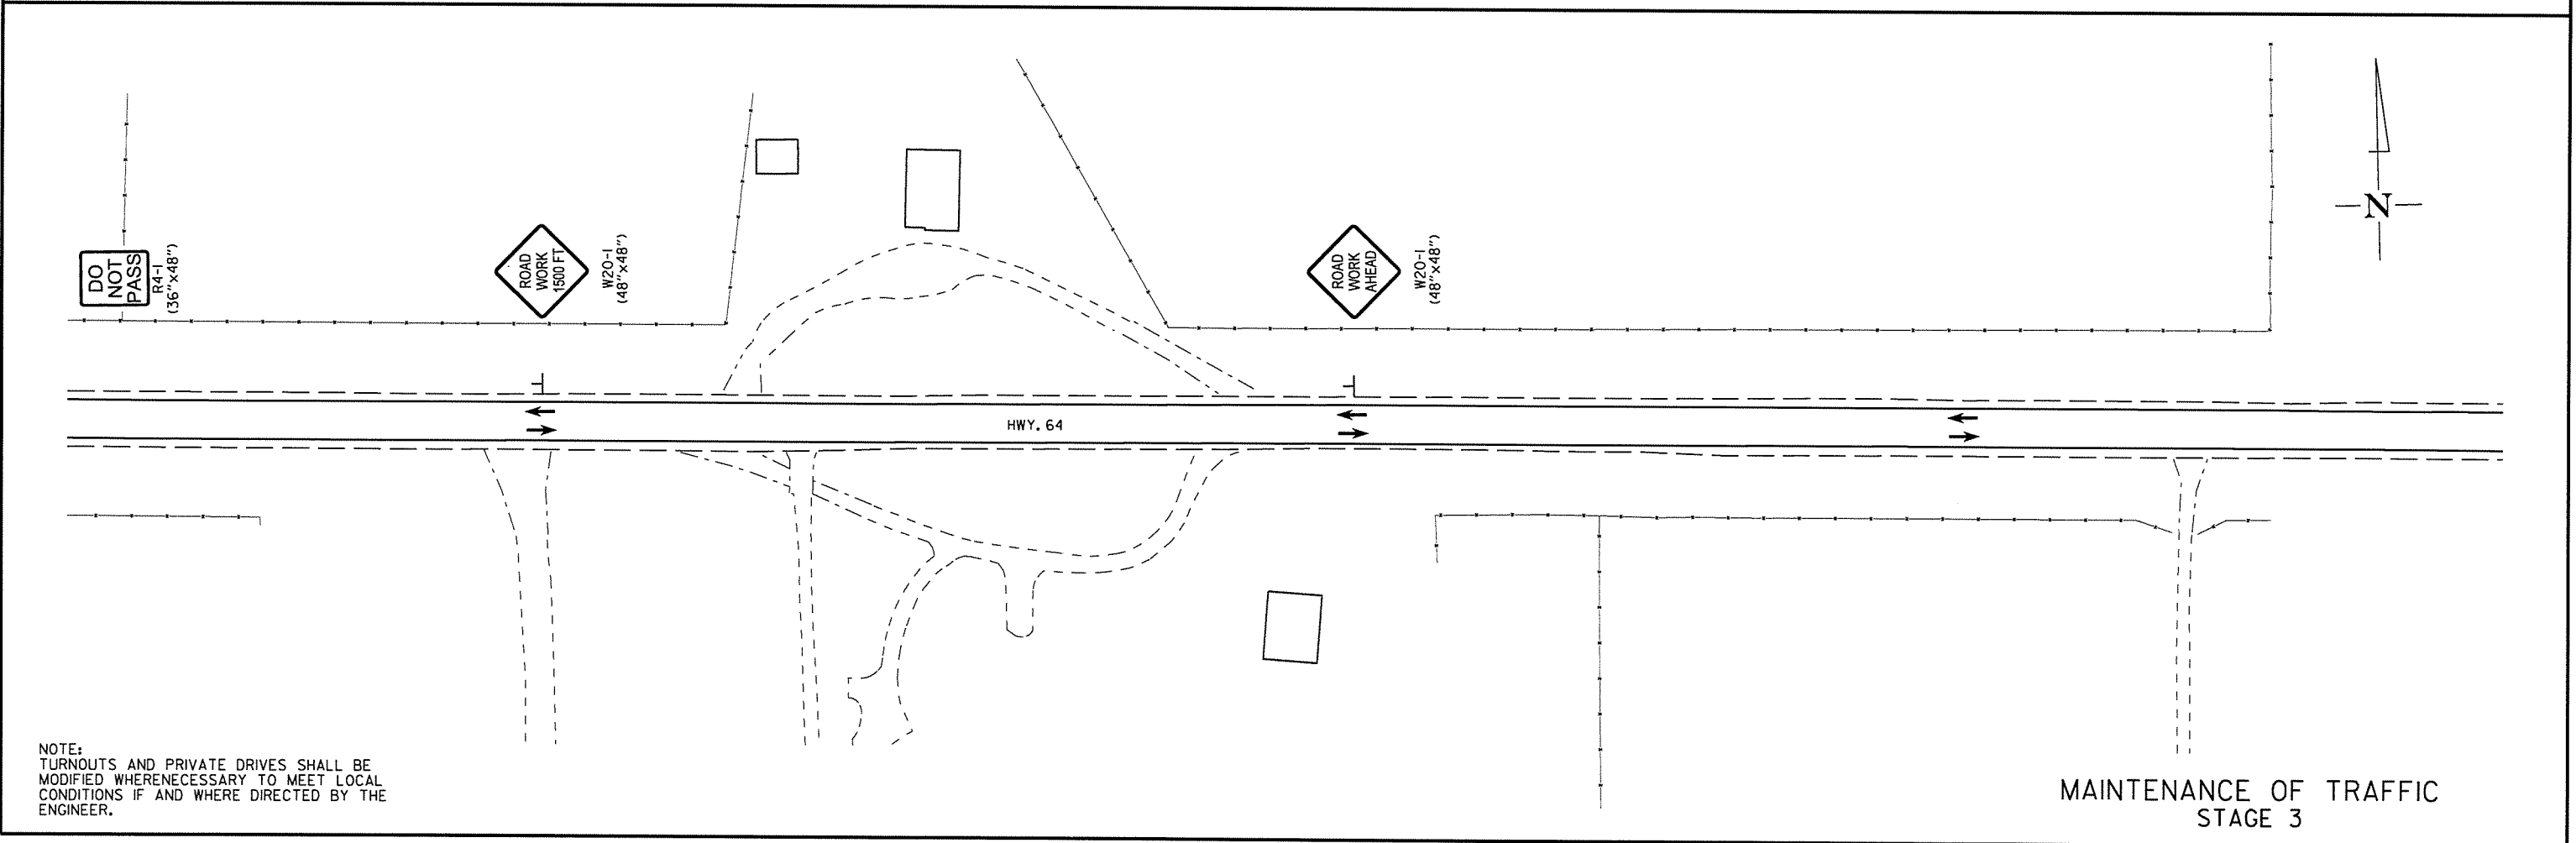 DO
NOT
PASS
R4-1
(36"x48")
ROAD
WORK
1500 FT
W20-1
(48"x48")
ROAD
WORK
AHEAD
W20-1
(48"x48")
N
HWY. 64
NOTE:
TURNOUTS AND PRIVATE DRIVES SHALL BE
MODIFIED WHERENECESSARY TO MEET LOCAL
CONDITIONS IF AND WHERE DIRECTED BY THE
ENGINEER.
MAINTENANCE OF TRAFFIC
STAGE 3